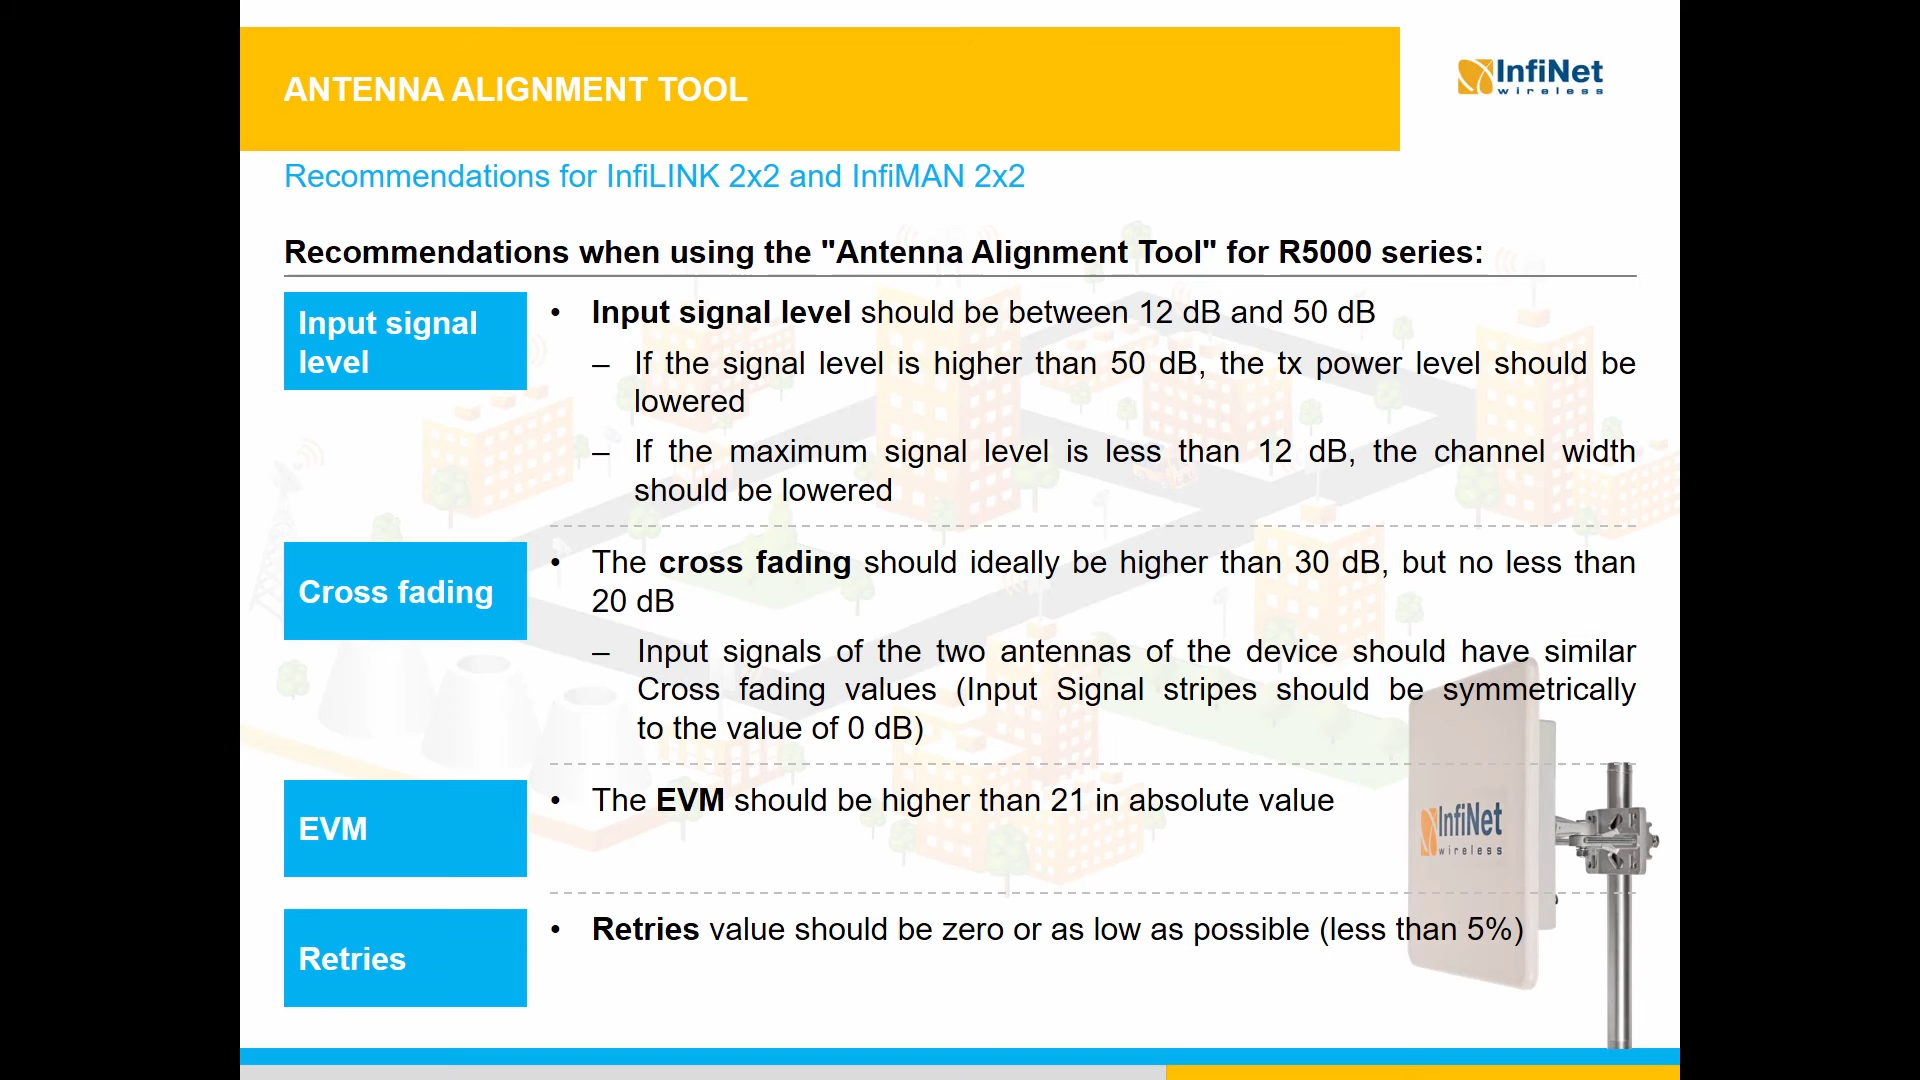 ANTENNA ALIGNMENT TOOL
InfiNet
wireless
Recommendations for InfiLINK 2x2 and InfiMAN 2x2
Recommendations when using the "Antenna Alignment Tool" for R5000 series:
Input signal
level
• Input signal level should be between 12 dB and 50 dB
– If the signal level is higher than 50 dB, the tx power level should be
lowered
– If the maximum signal level is less than 12 dB, the channel width
should be lowered
Cross fading
• The cross fading should ideally be higher than 30 dB, but no less than
20 dB
– Input signals of the two antennas of the device should have similar
Cross fading values (Input Signal stripes should be symmetrically
to the value of 0 dB)
EVM
• The EVM should be higher than 21 in absolute value
InfiNet
wireless
Retries
• Retries value should be zero or as low as possible (less than 5%)